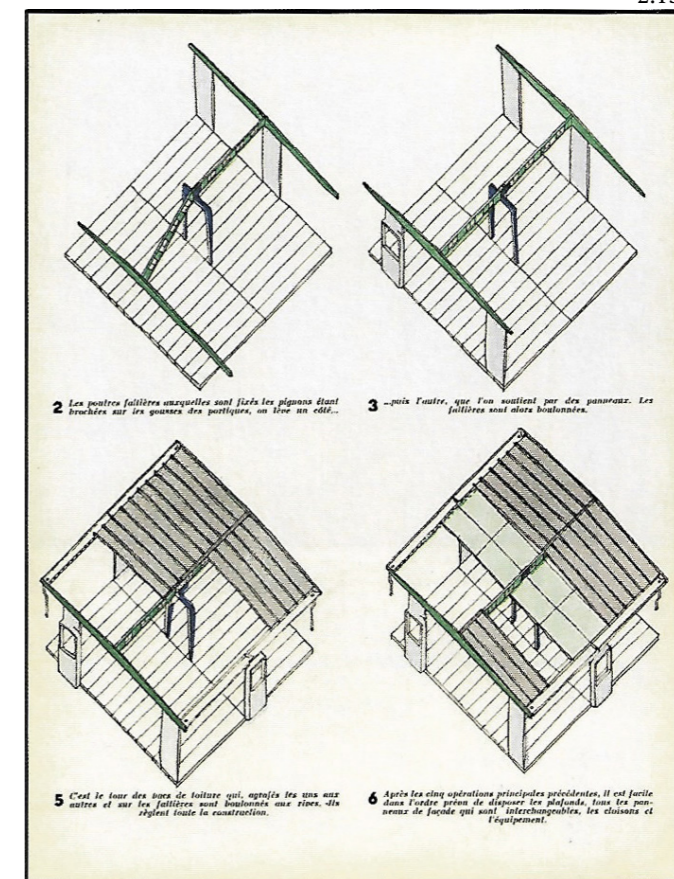 2 Les poutres faîtières auxquelles sont fixés les pignons étant
brochées sur les gousses des portiques, on lève un côté...
3 ...puis l'autre, que l'on soutient par des panneaux. Les
faîtières sont alors boulonnées.
5 C'est le tour des bacs de toiture qui, agrafés les uns aux
autres et sur les faîtières sont boulonnés aux rives. Ils
règlent toute la construction.
6 Après les cinq opérations principales précédentes, il est facile
dans l'ordre prévu de disposer les plafonds, tous les pan-
neaux de façade qui sont interchangeables, les cloisons et
l'équipement.